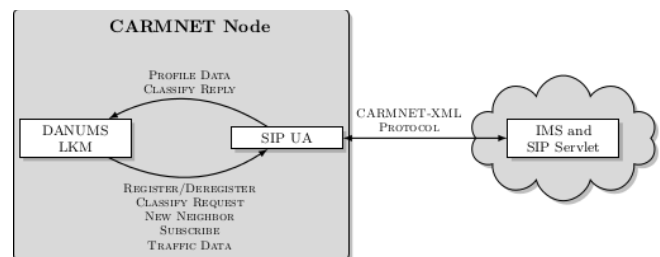 CARMNET Node
PROFILE DATA
CLASSIFY REPLY
DANUMS
LKM
SIP UA
REGISTER/DEREGISTER
CLASSIFY REQUEST
NEW NEIGHBOR
SUBSCRIBE
TRAFFIC DATA
CARMNET-XML
PROTOCOL
IMS and
SIP Servlet